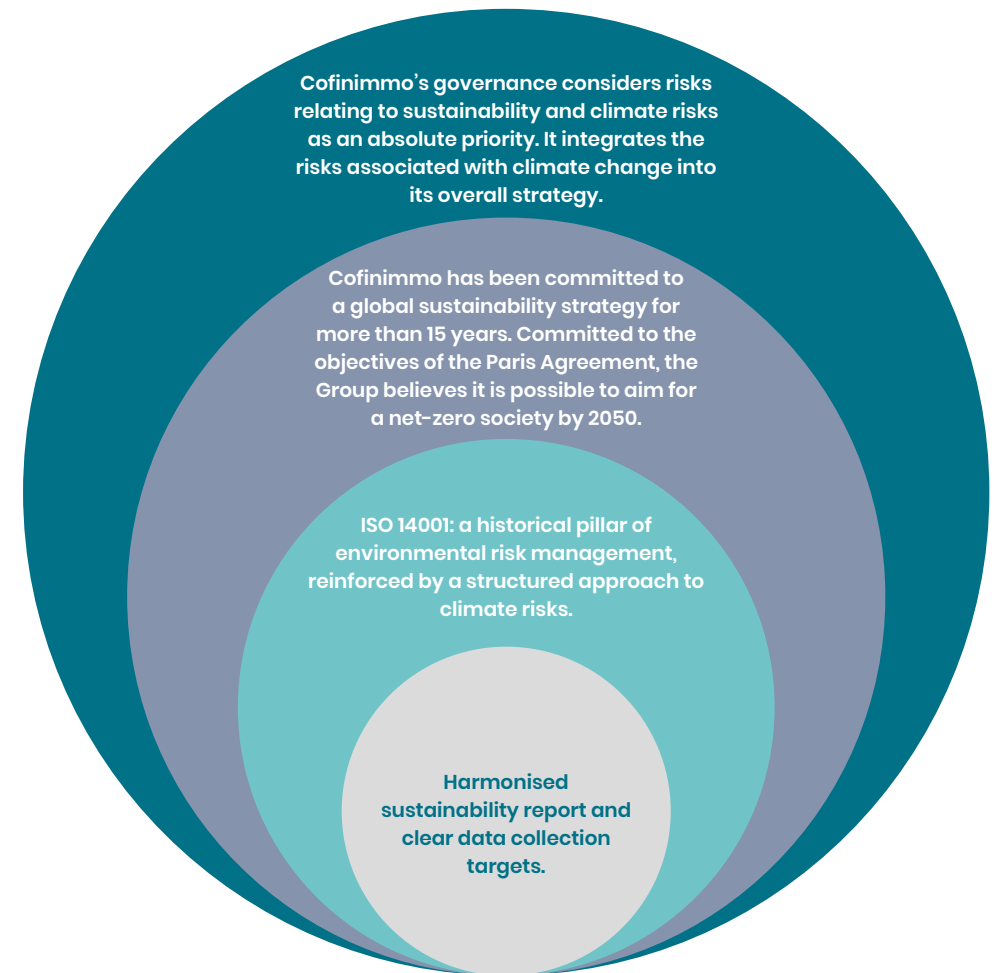 Cofinimmo's governance considers risks
relating to sustainability and climate risks
as an absolute priority. It integrates the
risks associated with climate change into
its overall strategy.
Cofinimmo has been committed to
a global sustainability strategy for
more than 15 years. Committed to the
objectives of the Paris Agreement, the
Group believes it is possible to aim for
a net-zero society by 2050.
ISO 14001: a historical pillar of
environmental risk management,
reinforced by a structured approach to
climate risks.
Harmonised
sustainability report and
clear data collection
targets.